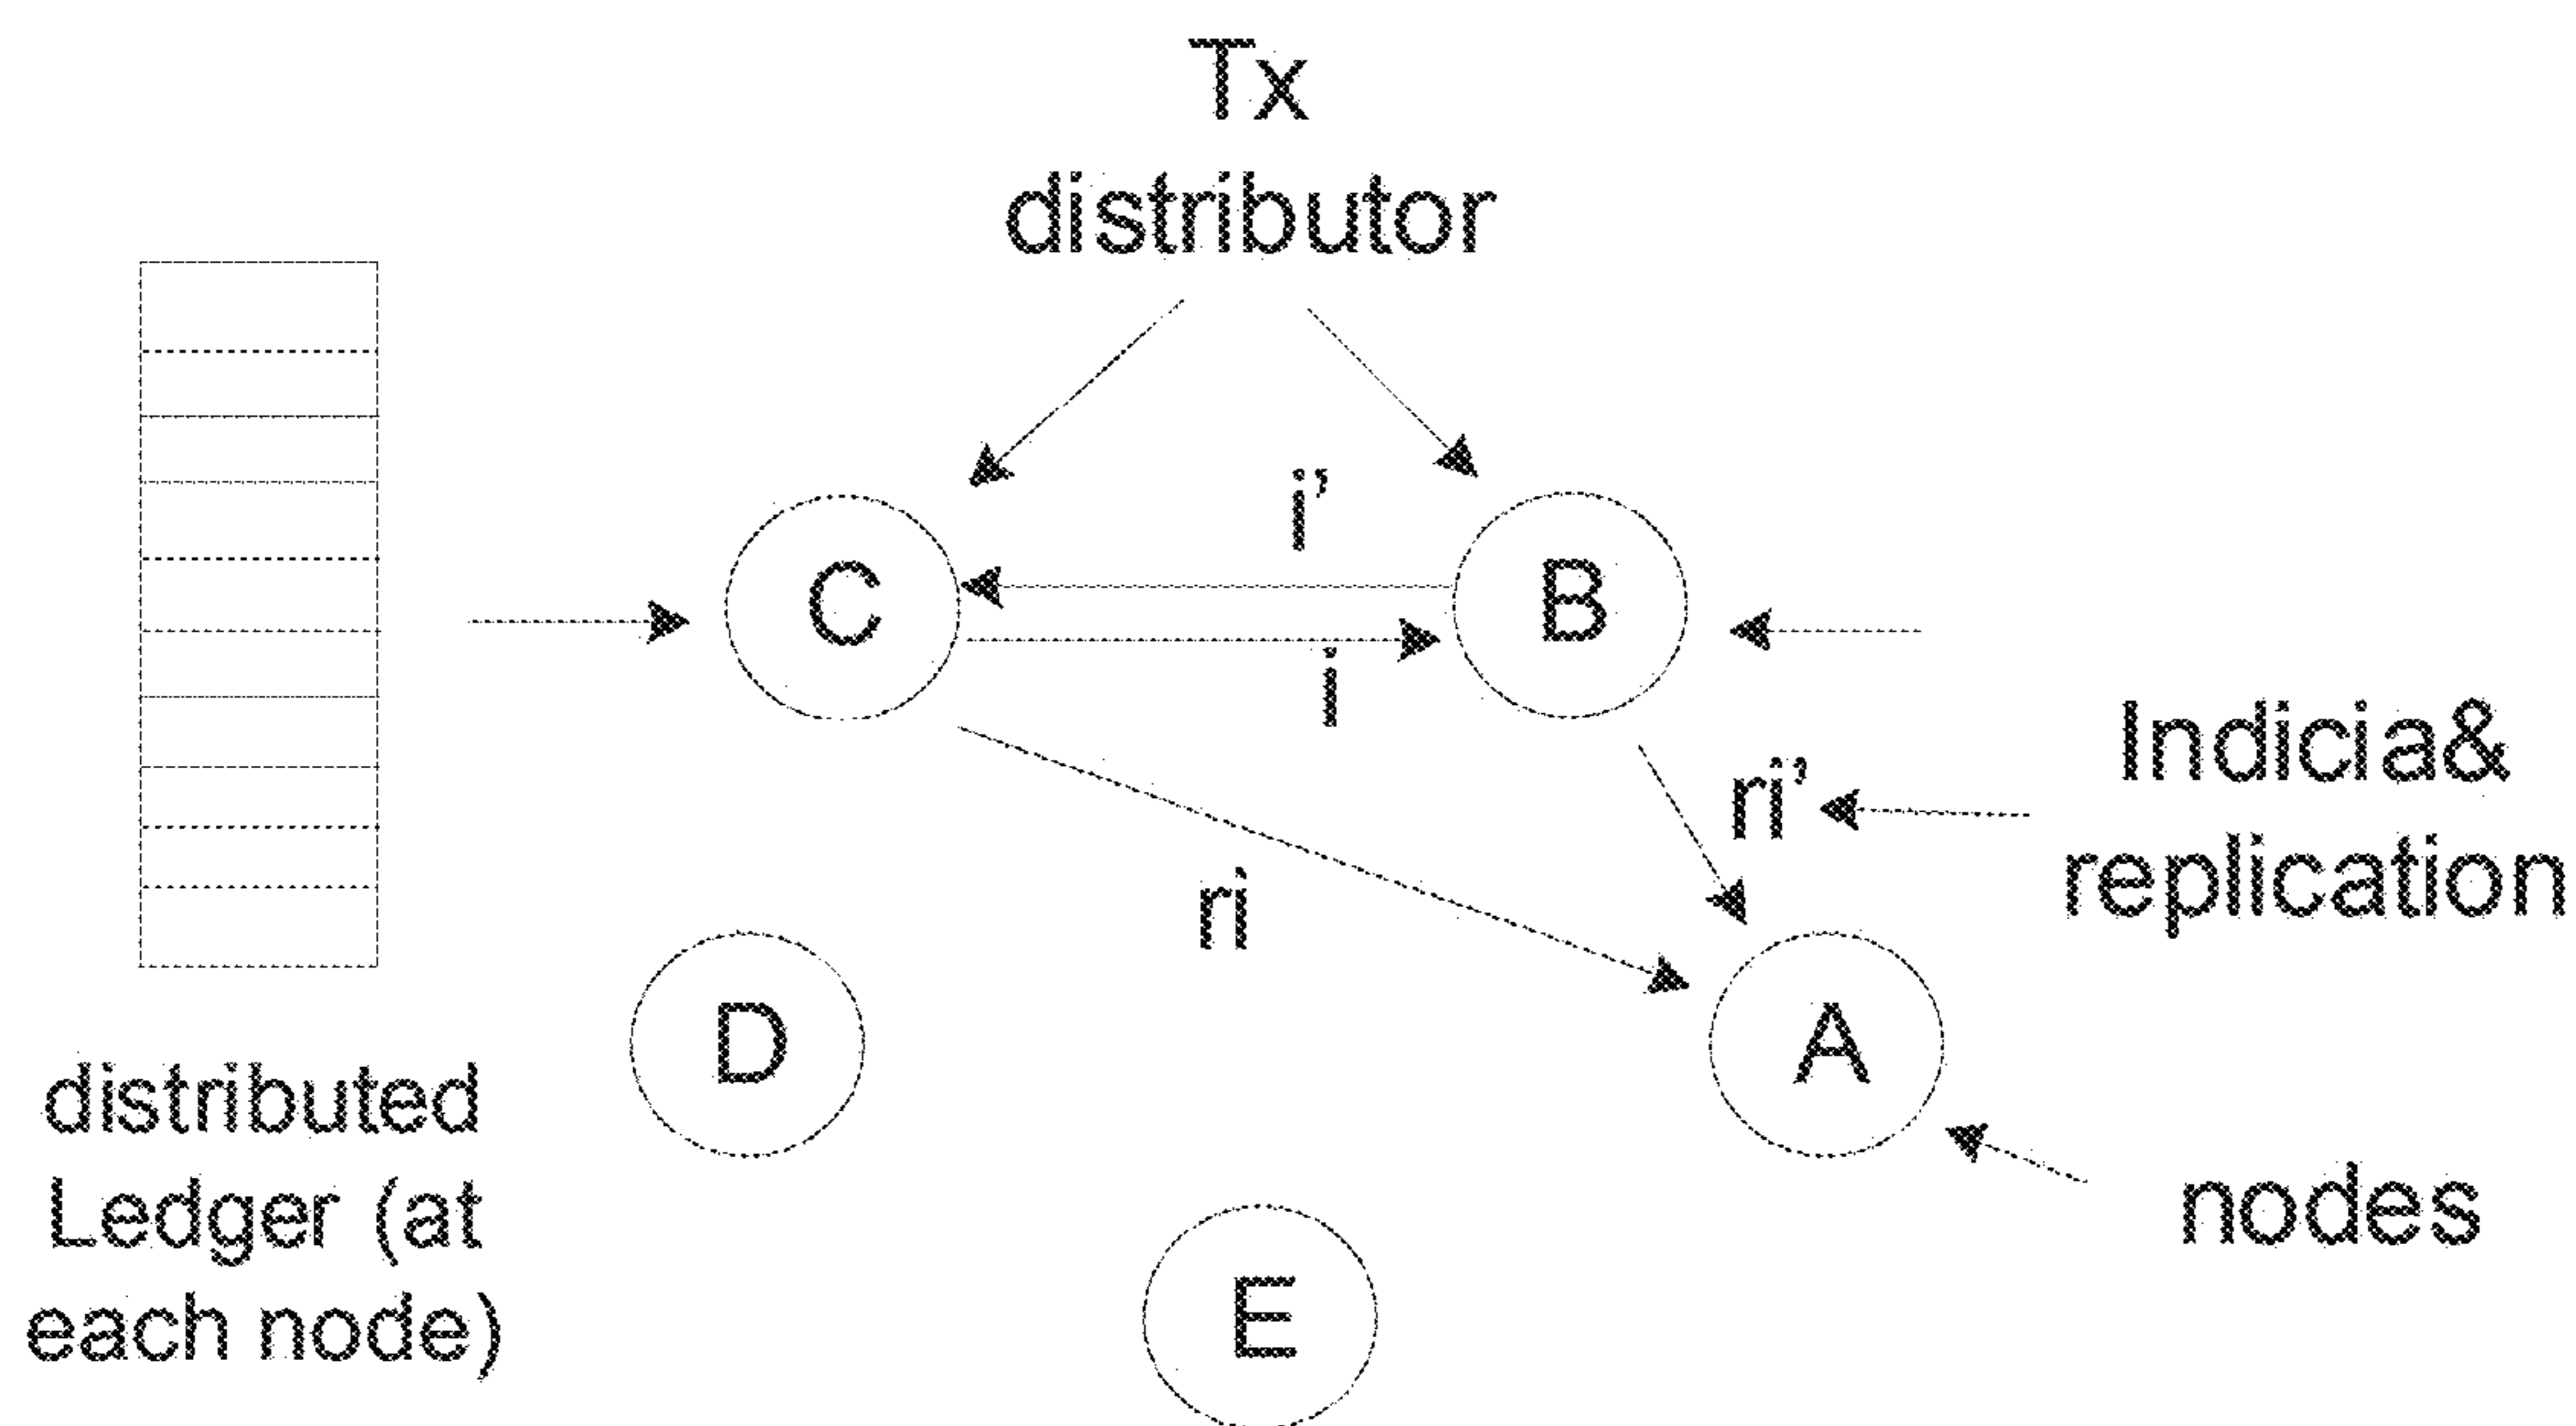 Tx
distributor
i’
C
B
i
Indicia&
replication
ri’
ri
D
A
distributed
Ledger (at
each node)
nodes
E